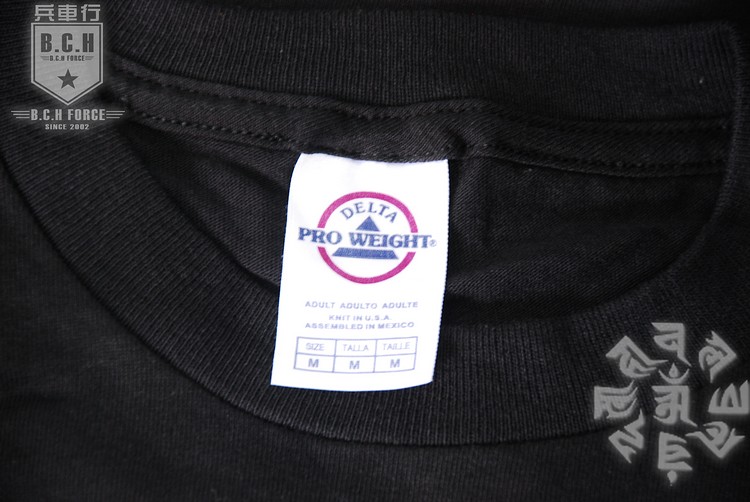 兵車行
B.C.H
B.C.H FORCE
B.C.H FORCE
SINCE 2002
DELTA
PRO WEIGHT®
ADULT ADULTO ADULTE
KNIT IN U.S.A.
ASSEMBLED IN MEXICO
SIZE TALLA TAILLE
M M M